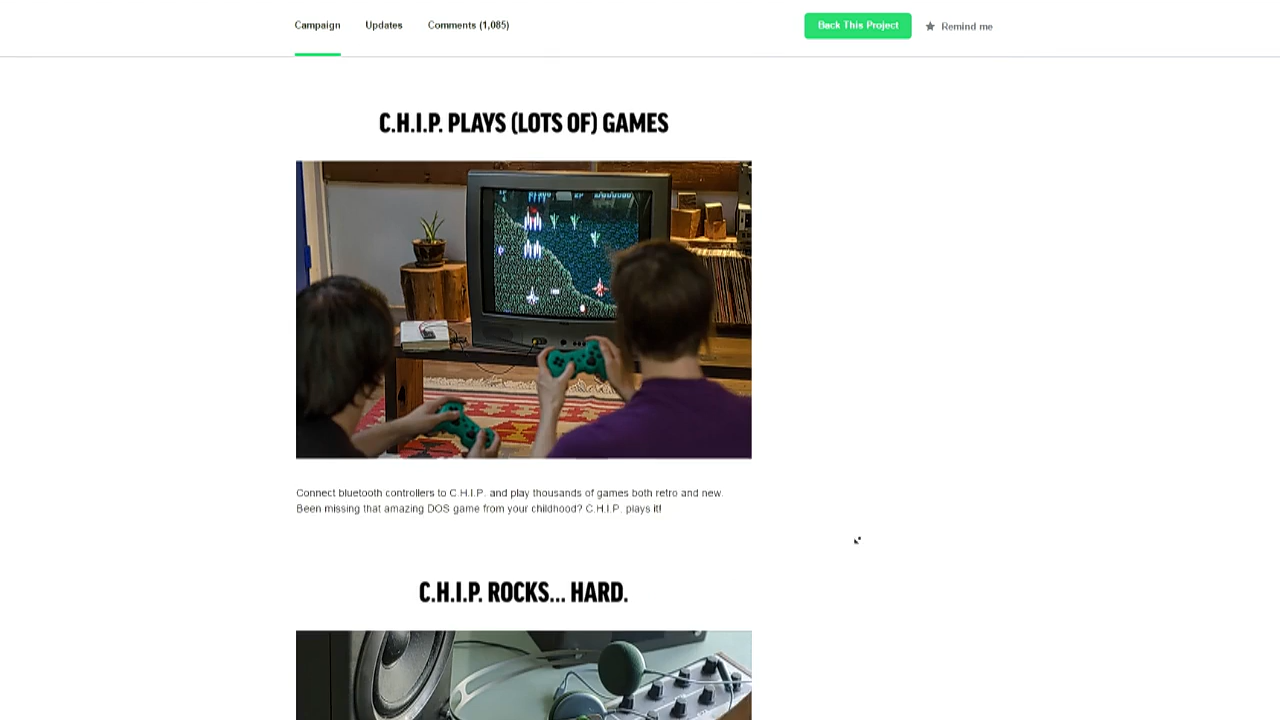 Campaign Updates Comments (1,085) Back This Project Remind me
C.H.I.P. PLAYS (LOTS OF) GAMES
Connect bluetooth controllers to C.H.I.P. and play thousands of games both retro and new.
Been missing that amazing DOS game from your childhood? C.H.I.P. plays it!
C.H.I.P. ROCKS... HARD.